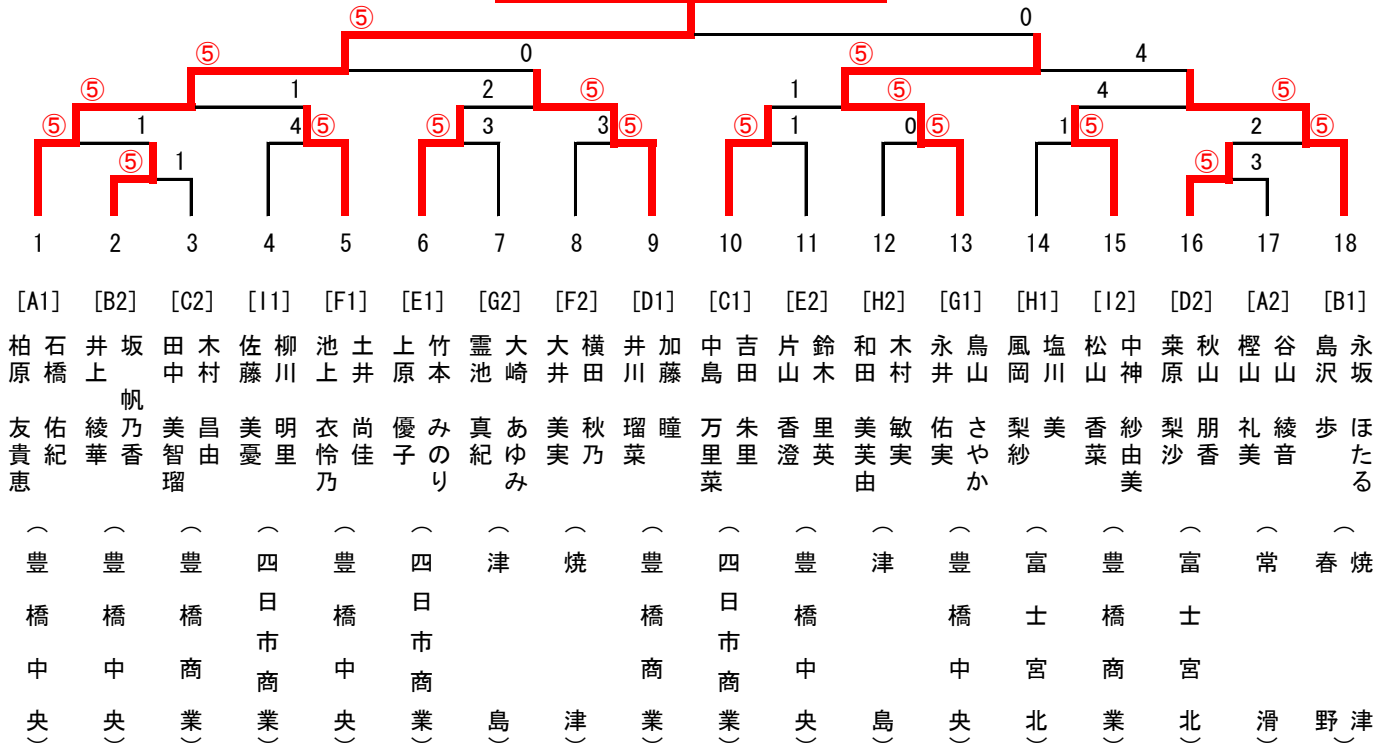 ⑤ 0
⑤ 0 ⑤ 4
⑤ 1 2 ⑤ 1 ⑤ 4 ⑤
⑤ 1 4 ⑤ ⑤ 3 3 ⑤ ⑤ 1 0 ⑤ 1 ⑤ 2 ⑤
⑤ 1 ⑤ 3
1 2 3 4 5 6 7 8 9 10 11 12 13 14 15 16 17 18
[A1] [B2] [C2] [I1] [F1] [E1] [G2] [F2] [D1] [C1] [E2] [H2] [G1] [H1] [I2] [D2] [A2] [B1]
石橋 佑紀
柏原 友貴恵
(豊橋中央)
坂 帆乃香
井上 綾華
(豊橋中央)
木村 昌由
田中 美智瑠
(豊橋商業)
柳川 明里
佐藤 美憂
(四日市商業)
土井 尚佳
池上 衣怜乃
(豊橋中央)
竹本 みのり
上原 優子
(四日市商業)
大崎 あゆみ
霊池 真紀
(津島)
横田 秋乃
大井 美実
(焼津)
加藤 瞳
井川 瑠菜
(豊橋商業)
吉田 朱里
中島 万里菜
(四日市商業)
鈴木 里英
片山 香澄
(豊橋中央)
木村 敏実
和田 美芙由
(津島)
鳥山 さやか
永井 佑実
(豊橋中央)
塩川 美
風岡 梨紗
(富士宮北)
中神 紗由美
松山 香菜
(豊橋商業)
秋山 朋香
栗原 梨沙
(富士宮北)
谷山 綾音
樫山 礼美
(常滑)
永坂 ほたる
島沢 歩
(焼津
春野)